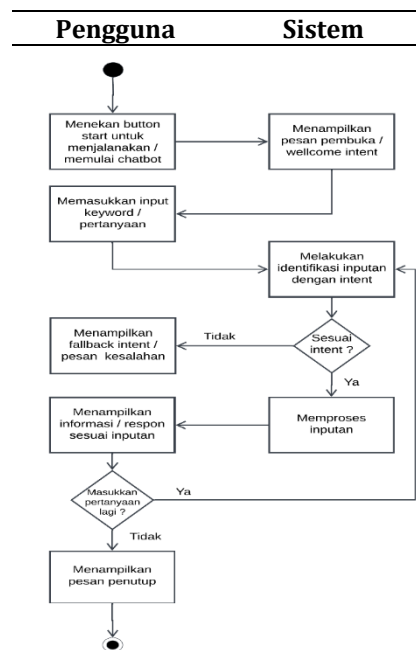 Pengguna Sistem
Menekan button
start untuk
menjalanakan /
memulai chatbot
Menampilkan
pesan pembuka /
wellcome intent
Memasukkan input
keyword /
pertanyaan
Melakukan
identifikasi inputan
dengan intent
Menampilkan
fallback intent /
pesan kesalahan
Tidak
Sesuai
intent ?
Ya
Menampilkan
informasi / respon
sesuai inputan
Memproses
inputan
Masukkan
pertanyaan
lagi ?
Ya
Tidak
Menampilkan
pesan penutup